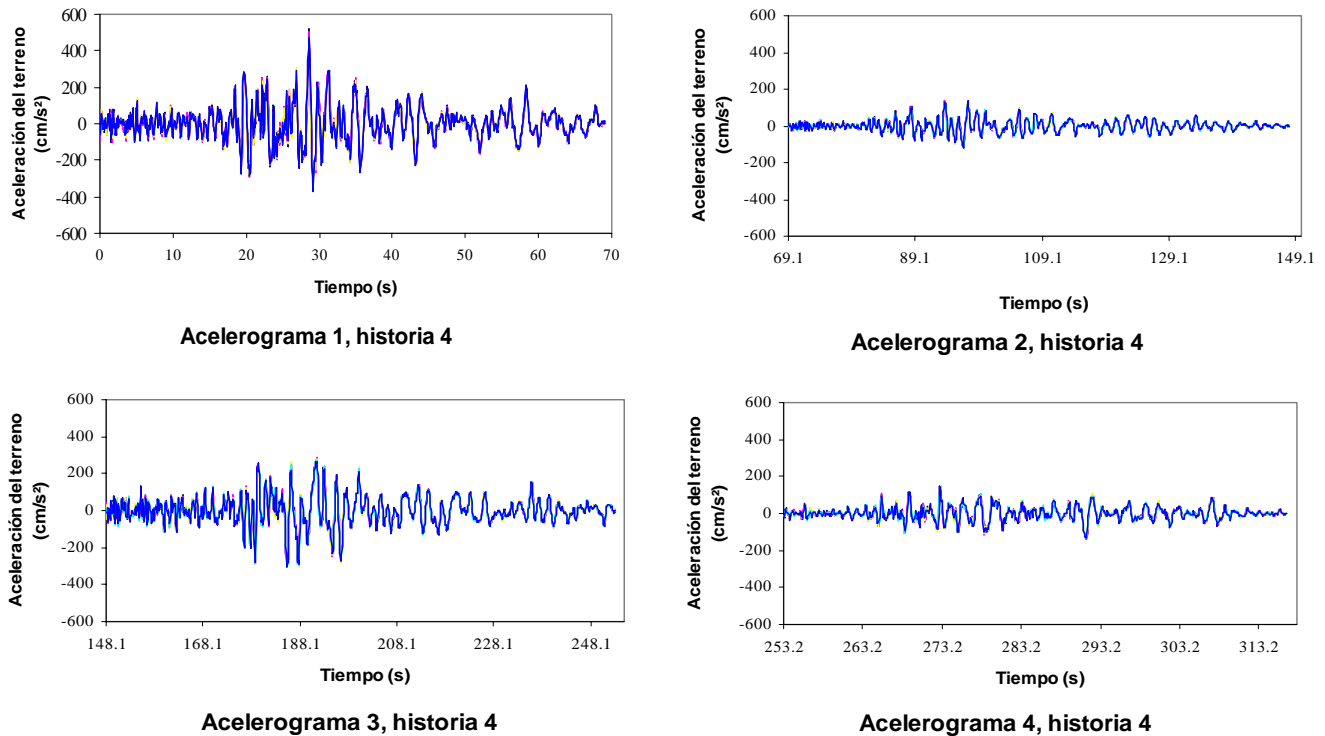 600
400
200
0
-200
-400
-600
Aceleración del terreno
(cm/s²)
0 10 20 30 40 50 60 70
Tiempo (s)
Acelerograma 1, historia 4
600
400
200
0
-200
-400
-600
Aceleración del terreno
(cm/s²)
69.1 89.1 109.1 129.1 149.1
Tiempo (s)
Acelerograma 2, historia 4
600
400
200
0
-200
-400
-600
Aceleración del terreno
(cm/s²)
148.1 168.1 188.1 208.1 228.1 248.1
Tiempo (s)
Acelerograma 3, historia 4
600
400
200
0
-200
-400
-600
Aceleración del terreno
(cm/s²)
253.2 263.2 273.2 283.2 293.2 303.2 313.2
Tiempo (s)
Acelerograma 4, historia 4